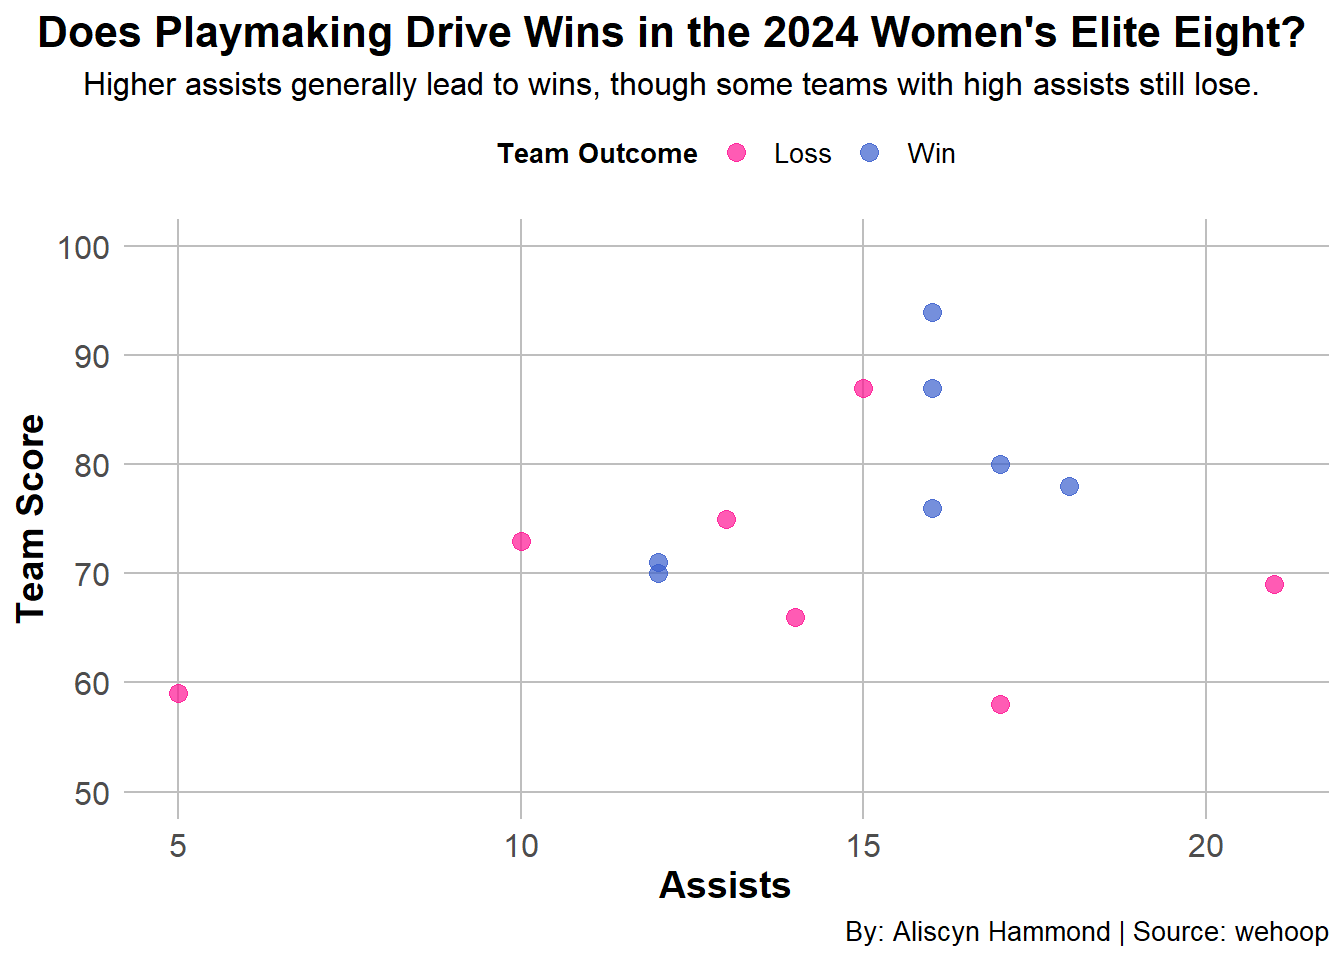 Does Playmaking Drive Wins in the 2024 Women's Elite Eight?
Higher assists generally lead to wins, though some teams with high assists still lose.
Team Outcome Loss Win
100
90
80
70
60
50
Team Score
5 10 15 20
Assists
By: Aliscyn Hammond | Source: wehoop